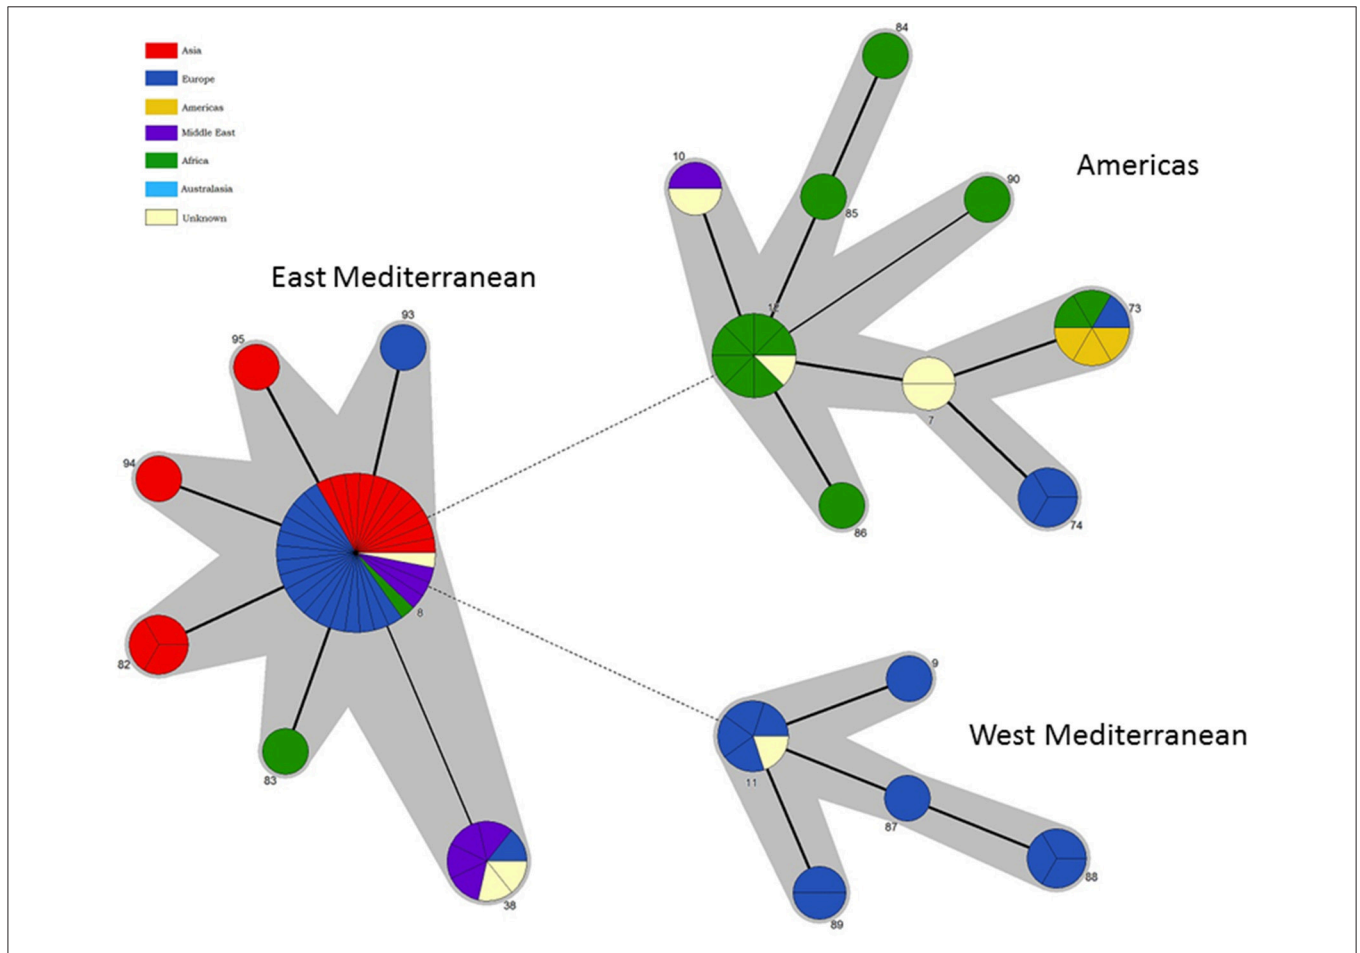 Asia
Europe
Americas
Middle East
Africa
Australasia
Unknown
East Mediterranean
93
95
94
8
82
83
38
Americas
84
10
90
85
12
73
7
74
86
West Mediterranean
9
11
87
88
89